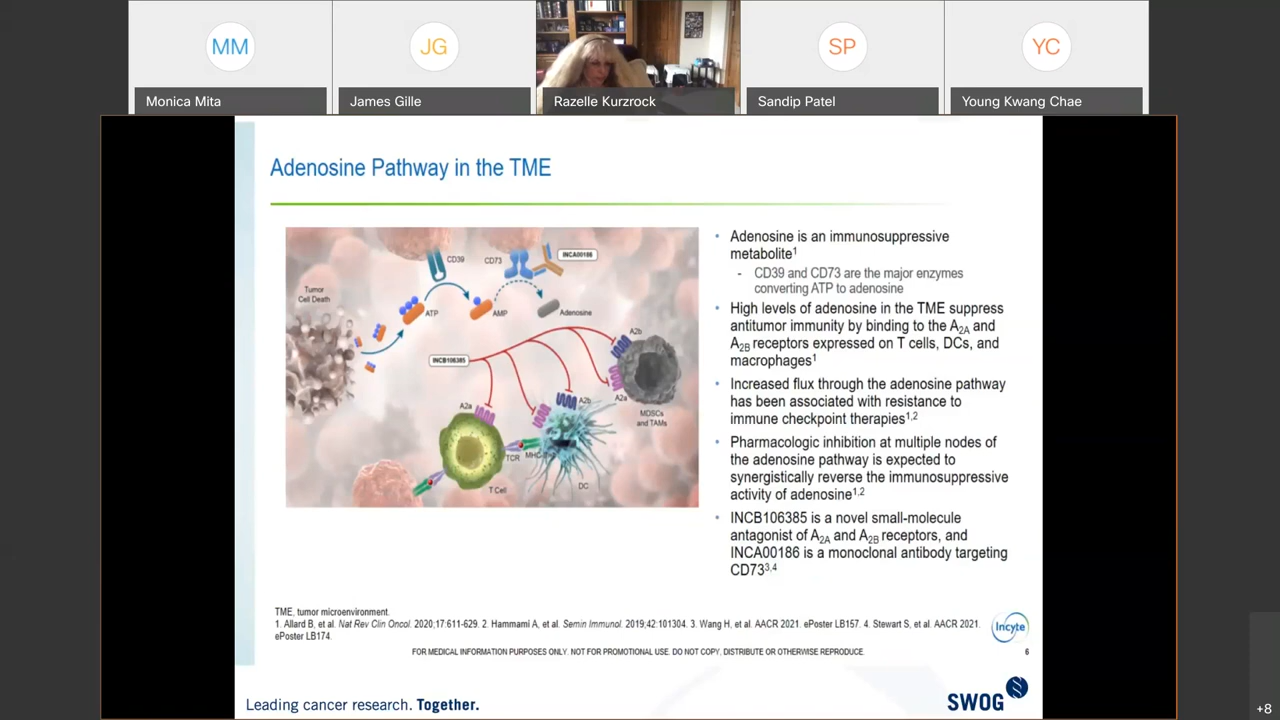 MM
JG
SP
YC
Monica Mita
James Gille
Razelle Kurzrock
Sandip Patel
Young Kwang Chae
Adenosine Pathway in the TME
Tumor
Cell Death
CD39
CD73
INCA00186
ATP
AMP
Adenosine
INCB106385
A2b
A2a
MDSCs
and TAMs
A2a
A2b
TCR
MHC
T Cell
DC
• Adenosine is an immunosuppressive
metabolite1
- CD39 and CD73 are the major enzymes
converting ATP to adenosine
• High levels of adenosine in the TME suppress
antitumor immunity by binding to the A2A and
A2B receptors expressed on T cells, DCs, and
macrophages1
• Increased flux through the adenosine pathway
has been associated with resistance to
immune checkpoint therapies1,2
• Pharmacologic inhibition at multiple nodes of
the adenosine pathway is expected to
synergistically reverse the immunosuppressive
activity of adenosine1,2
• INCB106385 is a novel small-molecule
antagonist of A2A and A2B receptors, and
INCA00186 is a monoclonal antibody targeting
CD733,4
TME, tumor microenvironment.
1. Allard B, et al. Nat Rev Clin Oncol. 2020;17:611-629. 2. Hammami A, et al. Semin Immunol. 2019;42:101304. 3. Wang H, et al. AACR 2021. ePoster LB157. 4. Stewart S, et al. AACR 2021.
ePoster LB174.
Incyte
FOR MEDICAL INFORMATION PURPOSES ONLY. NOT FOR PROMOTIONAL USE. DO NOT COPY, DISTRIBUTE OR OTHERWISE REPRODUCE.
6
Leading cancer research. Together.
SWOG
+8